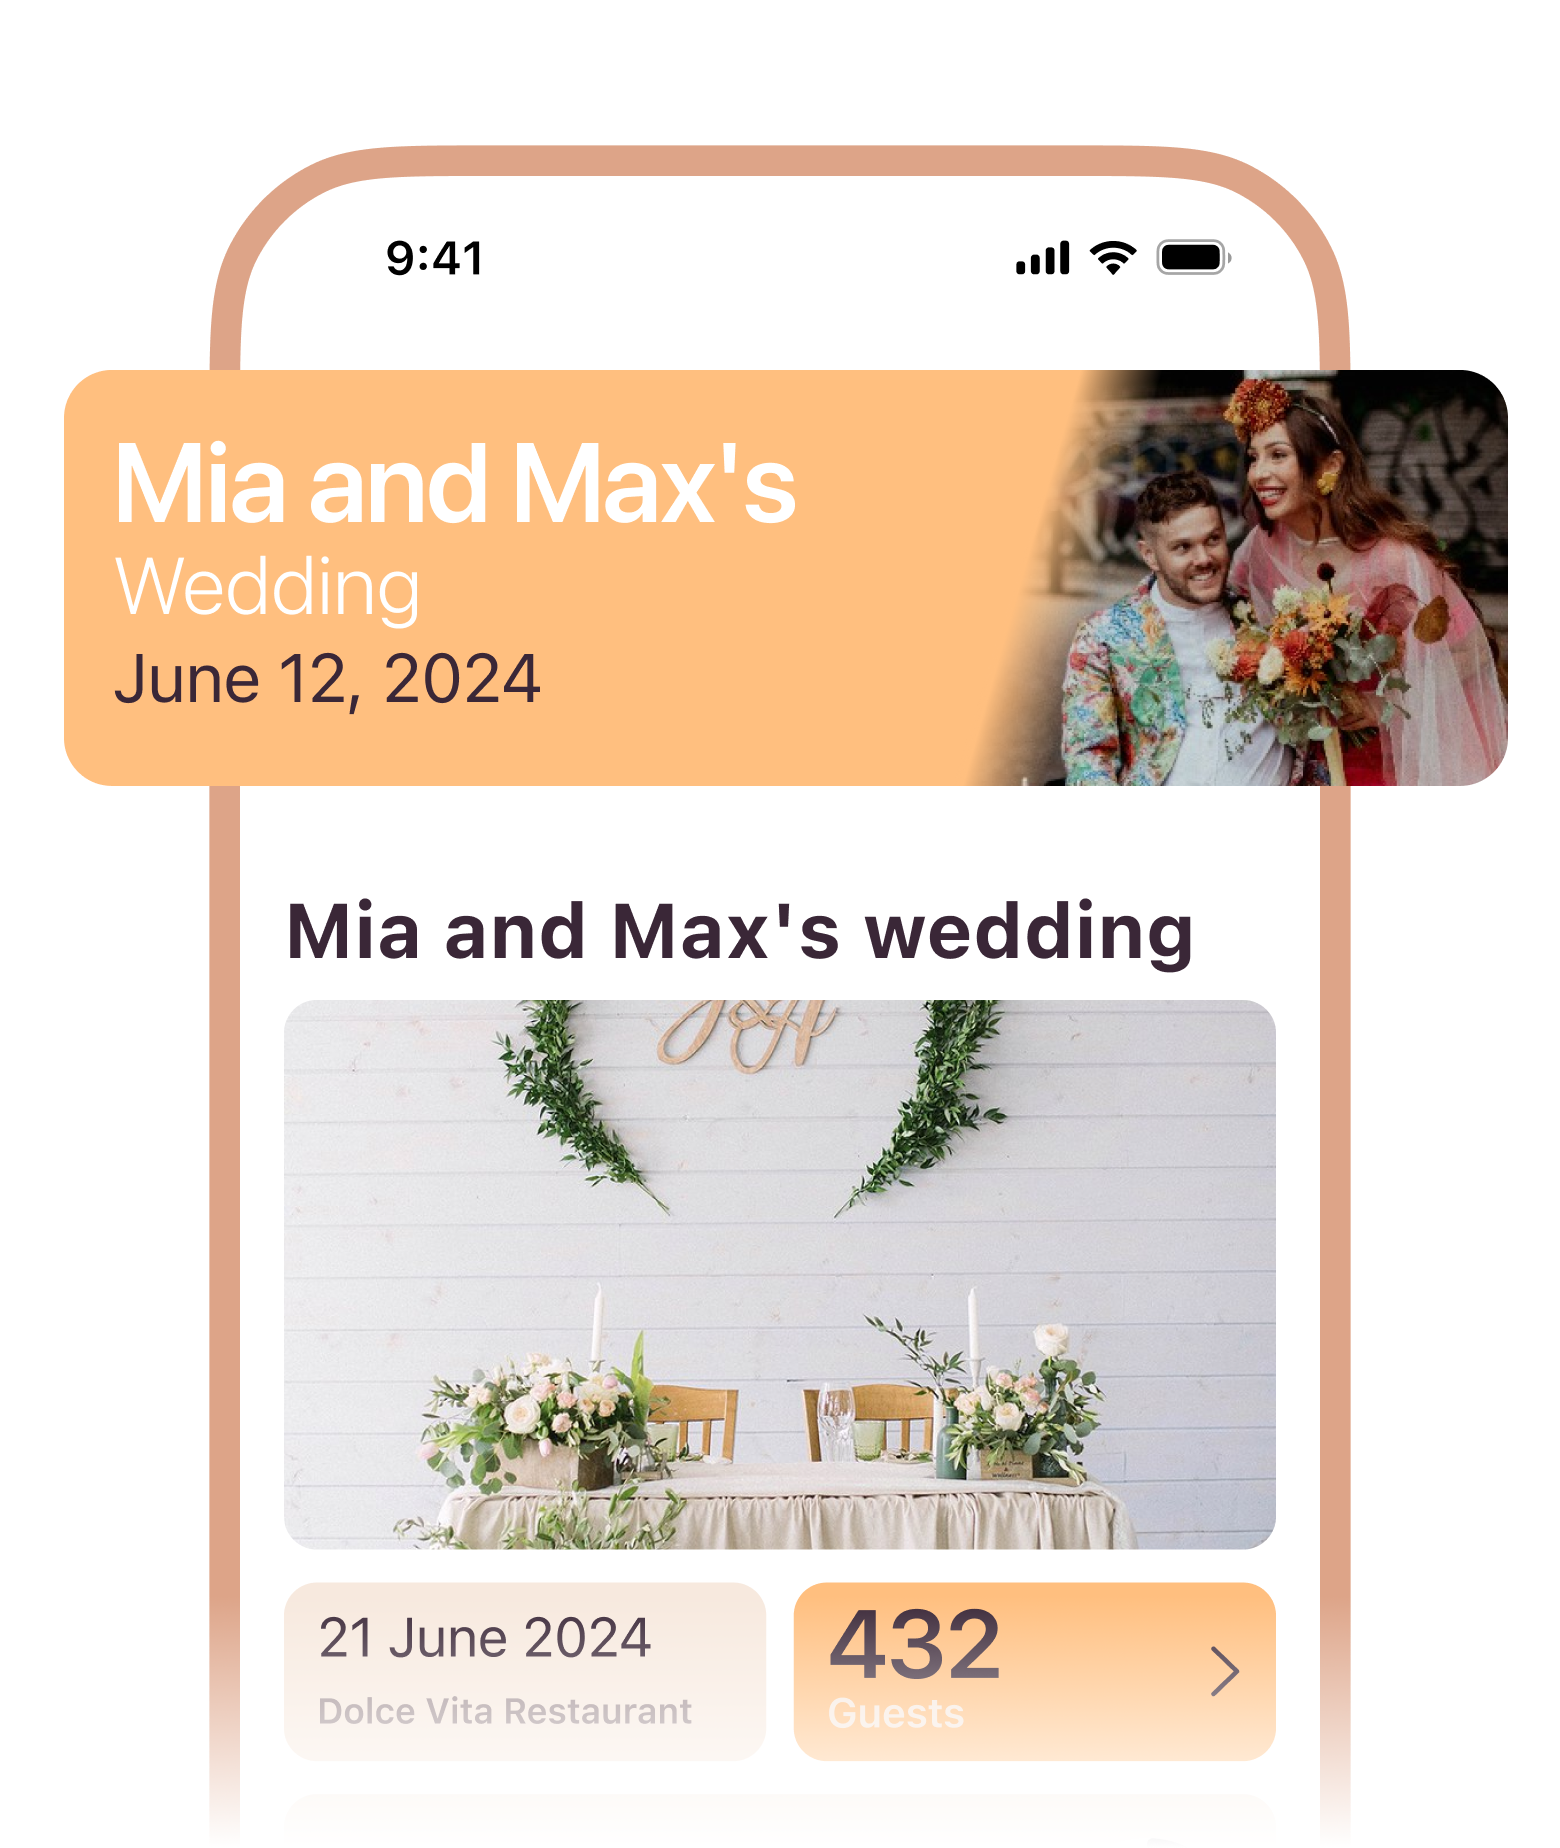 9:41
Mia and Max's
Wedding
June 12, 2024
Mia and Max's wedding
21 June 2024
Dolce Vita Restaurant
432
Guests